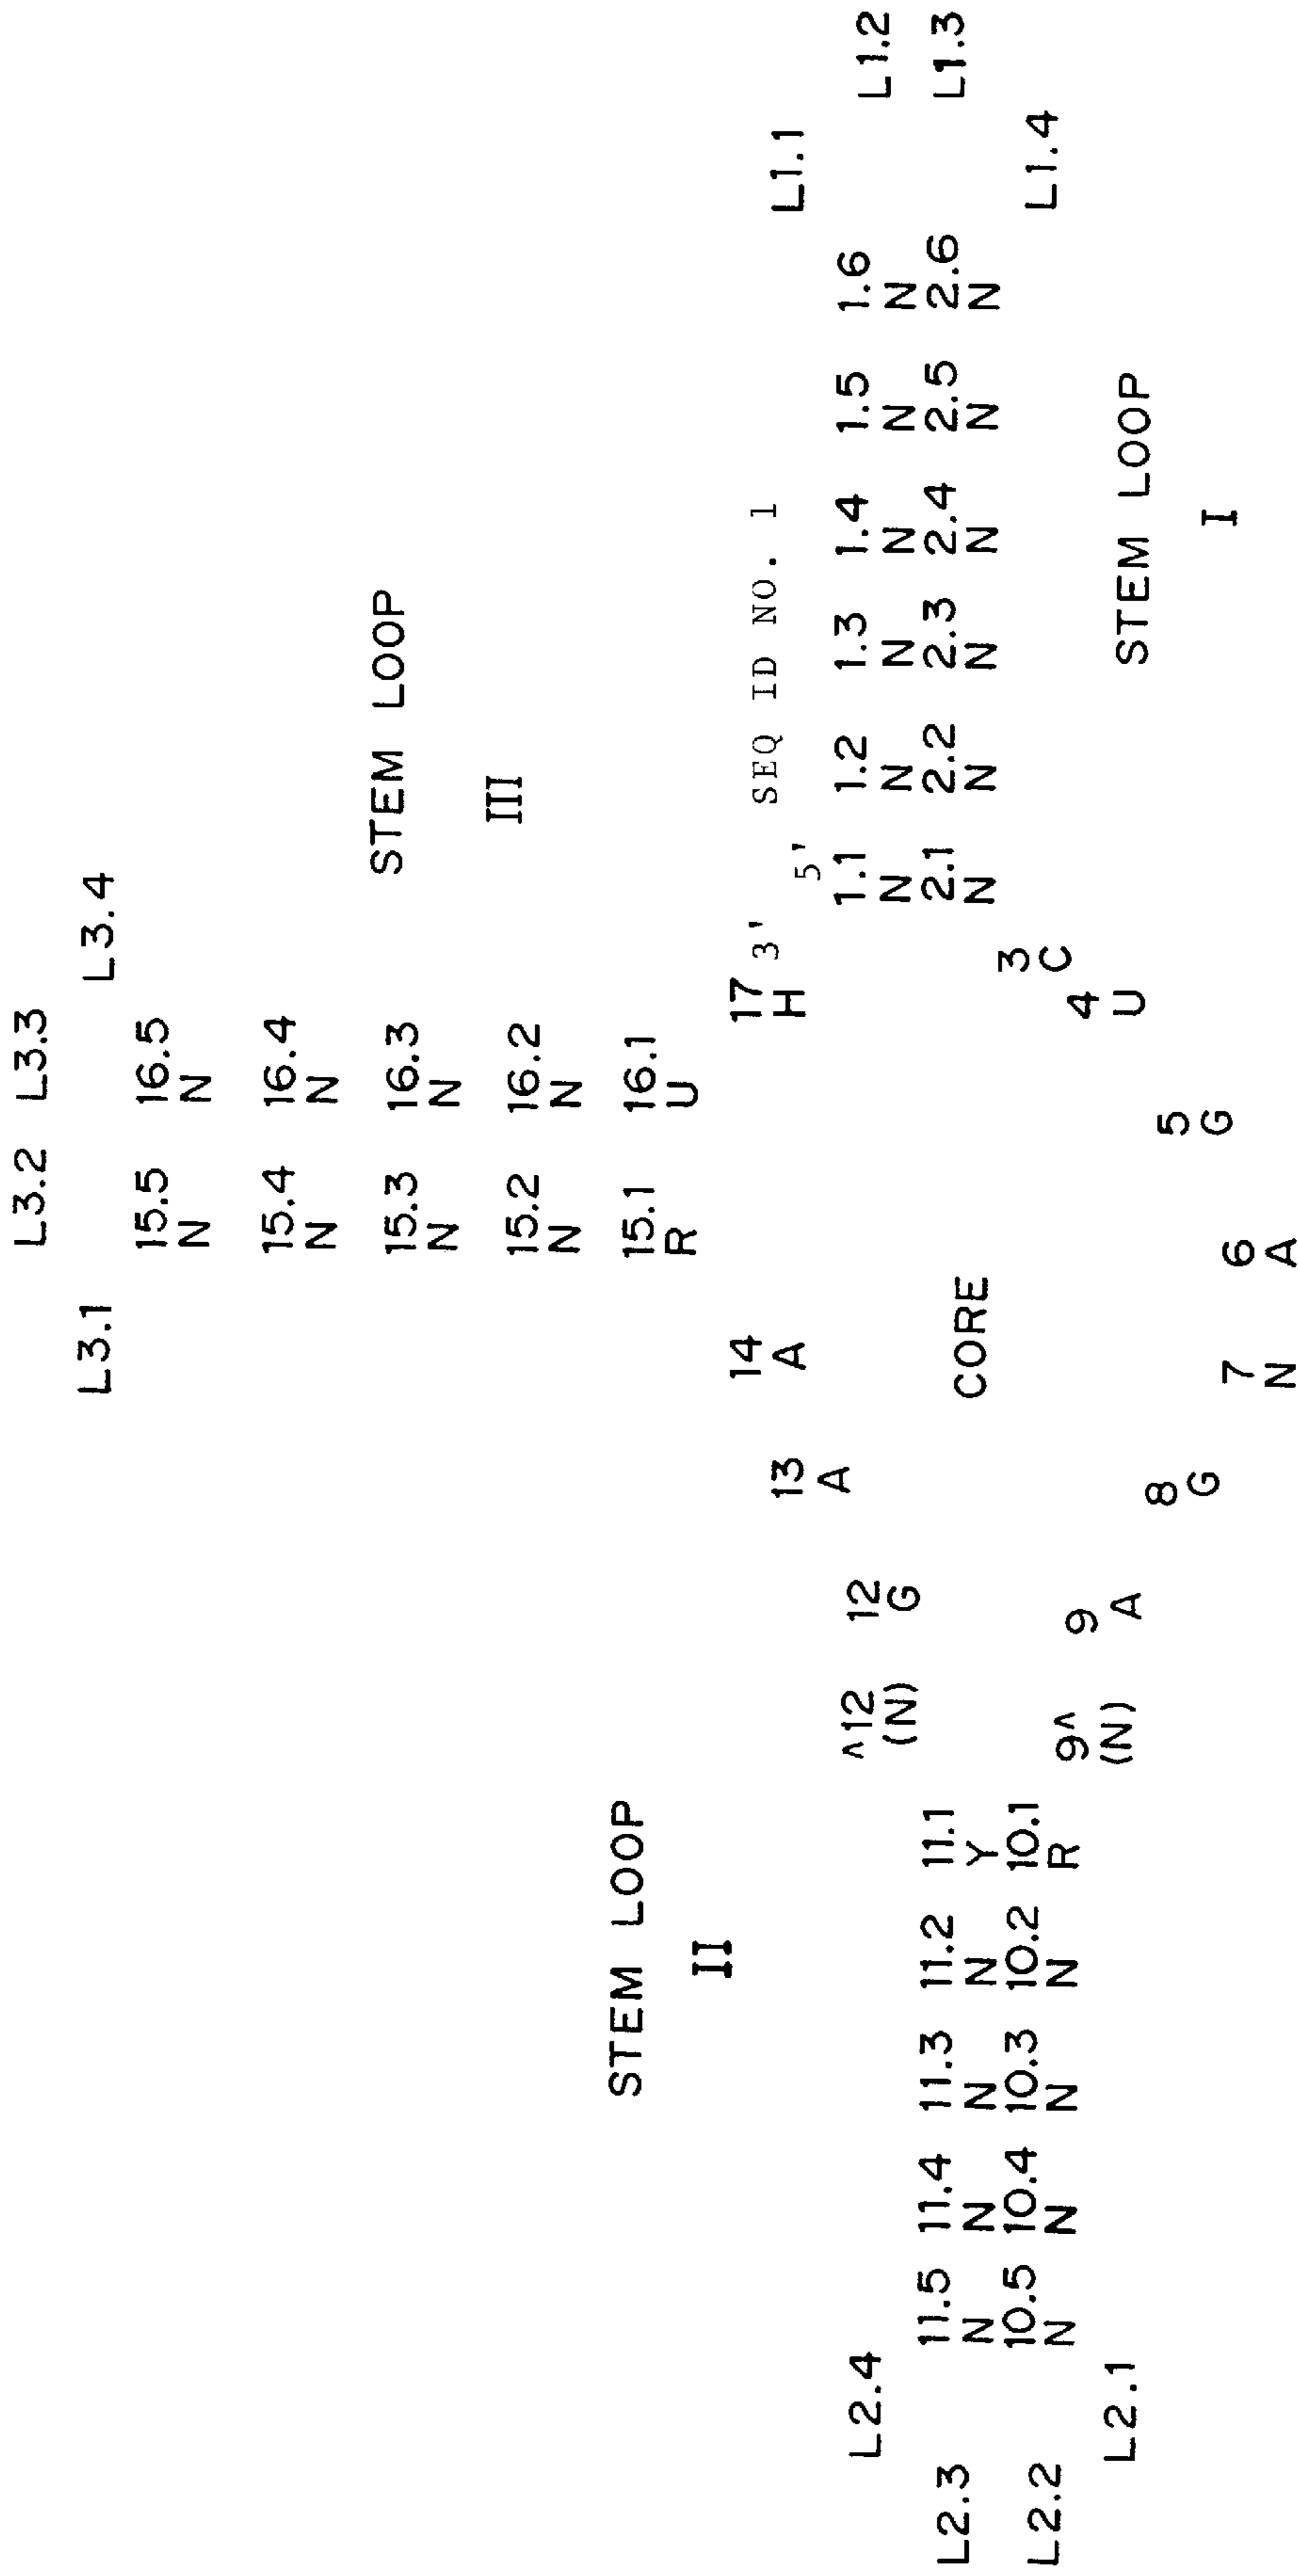 L3.2 L3.3
L3.1 L3.4
15.5 16.5
N N
15.4 16.4
N N
15.3 16.3
N N
15.2 16.2
N N
15.1 16.1
R U
STEM LOOP
III
STEM LOOP
II
14 17
A H 3' SEQ ID NO. 1
13
A
5'
L1.1
L2.4 ^12 12 1.1 1.2 1.3 1.4 1.5 1.6 L1.2
(N) G N N N N N N
L2.3 11.5 11.4 11.3 11.2 11.1 2.1 2.2 2.3 2.4 2.5 2.6 L1.3
N N N N Y N N N N N N
CORE
L2.2 10.5 10.4 10.3 10.2 10.1 3 L1.4
N N N N R C
L2.1 9^ 9 4
(N) A U
STEM LOOP
I
8 5
G G
7 6
N A